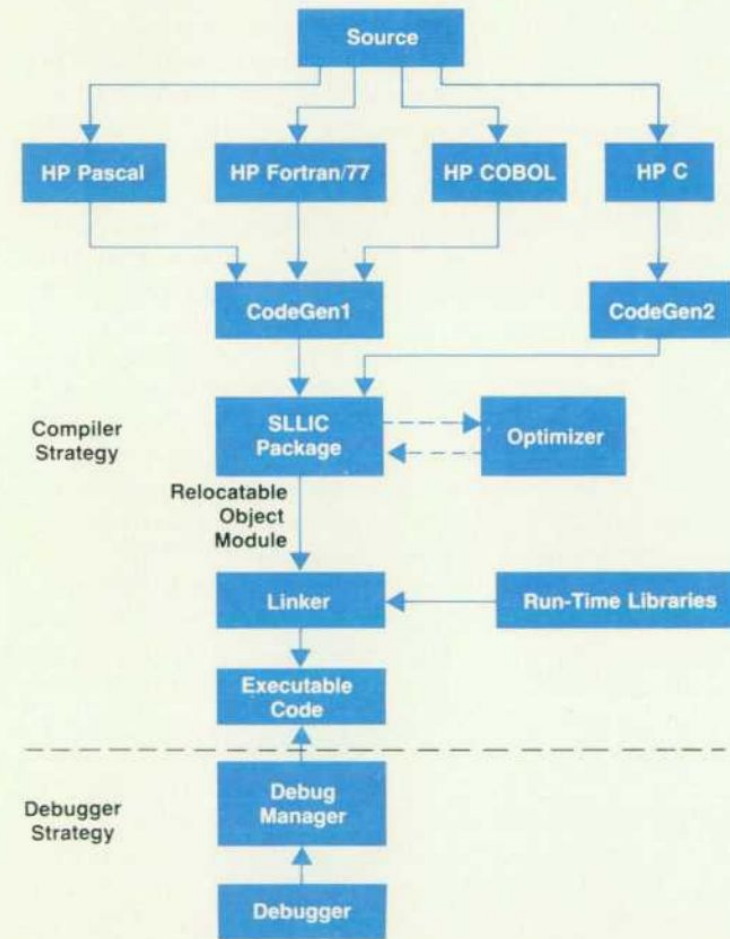 Source
HP Pascal
HP Fortran/77
HP COBOL
HP C
CodeGen1
CodeGen2
Compiler
Strategy
SLLIC
Package
Optimizer
Relocatable
Object
Module
Linker
Run-Time Libraries
Executable
Code
Debugger
Strategy
Debug
Manager
Debugger